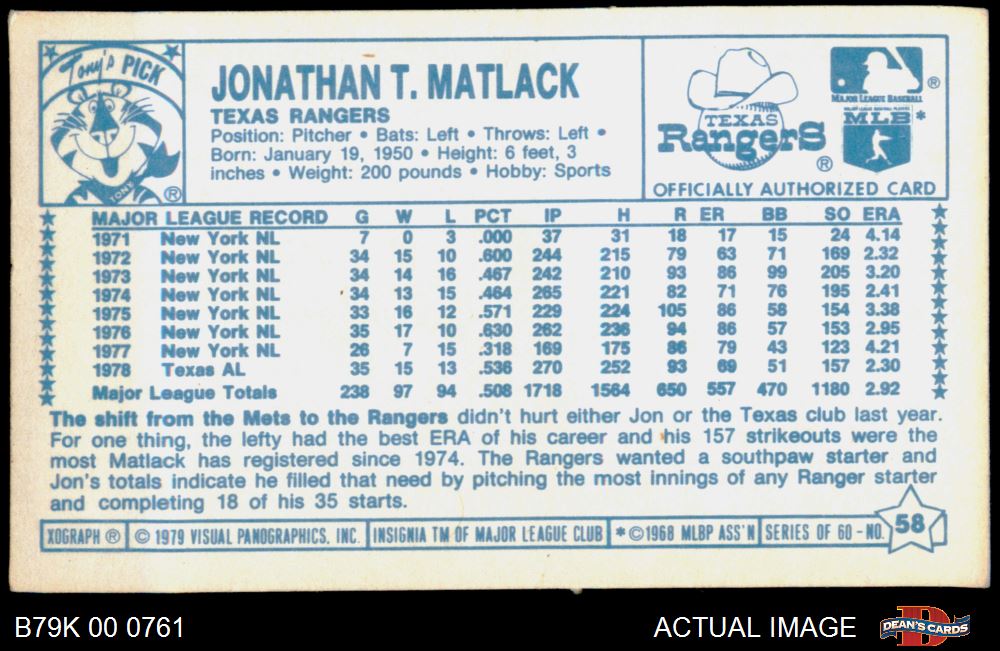 Tony's PICK
TONY
®
JONATHAN T. MATLACK
TEXAS RANGERS
Position: Pitcher • Bats: Left • Throws: Left •
Born: January 19, 1950 • Height: 6 feet, 3
inches • Weight: 200 pounds • Hobby: Sports
TEXAS
Rangers
®
®
MAJOR LEAGUE BASEBALL
MAJOR LEAGUE BASEBALL PLAYERS
MLB*
OFFICIALLY AUTHORIZED CARD
MAJOR LEAGUE RECORD G W L PCT IP H R ER BB SO ERA
1971 New York NL 7 0 3 .000 37 31 18 17 15 24 4.14
1972 New York NL 34 15 10 .600 244 215 79 63 71 169 2.32
1973 New York NL 34 14 16 .467 242 210 93 86 99 205 3.20
1974 New York NL 34 13 15 .464 265 221 82 71 76 195 2.41
1975 New York NL 33 16 12 .571 229 224 105 86 58 154 3.38
1976 New York NL 35 17 10 .630 262 236 94 86 57 153 2.95
1977 New York NL 26 7 15 .318 169 175 86 79 43 123 4.21
1978 Texas AL 35 15 13 .536 270 252 93 69 51 157 2.30
Major League Totals 238 97 94 .508 1718 1564 650 557 470 1180 2.92
The shift from the Mets to the Rangers didn't hurt either Jon or the Texas club last year.
For one thing, the lefty had the best ERA of his career and his 157 strikeouts were the
most Matlack has registered since 1974. The Rangers wanted a southpaw starter and
Jon's totals indicate he filled that need by pitching the most innings of any Ranger starter
and completing 18 of his 35 starts.
XOGRAPH ® © 1979 VISUAL PANOGRAPHICS, INC. INSIGNIA TM OF MAJOR LEAGUE CLUB *©1968 MLBP ASS'N SERIES OF 60 - NO. 58
B79K 00 0761
ACTUAL IMAGE
DEAN'S CARDS